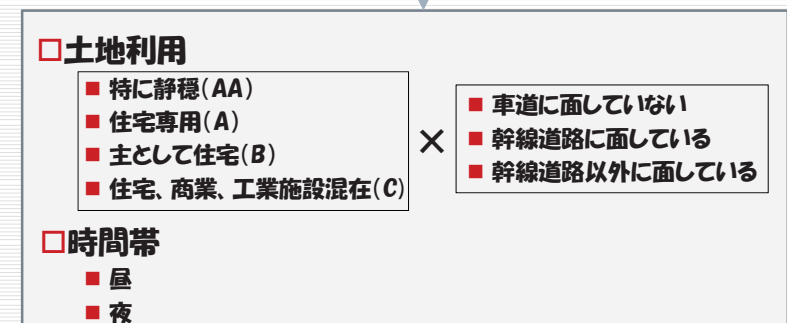 □土地利用
■ 特に静穏(AA)
■ 住宅専用(A)
■ 主として住宅(B)
■ 住宅、商業、工業施設混在(C)
×
■ 車道に面していない
■ 幹線道路に面している
■ 幹線道路以外に面している
□時間帯
■ 昼
■ 夜